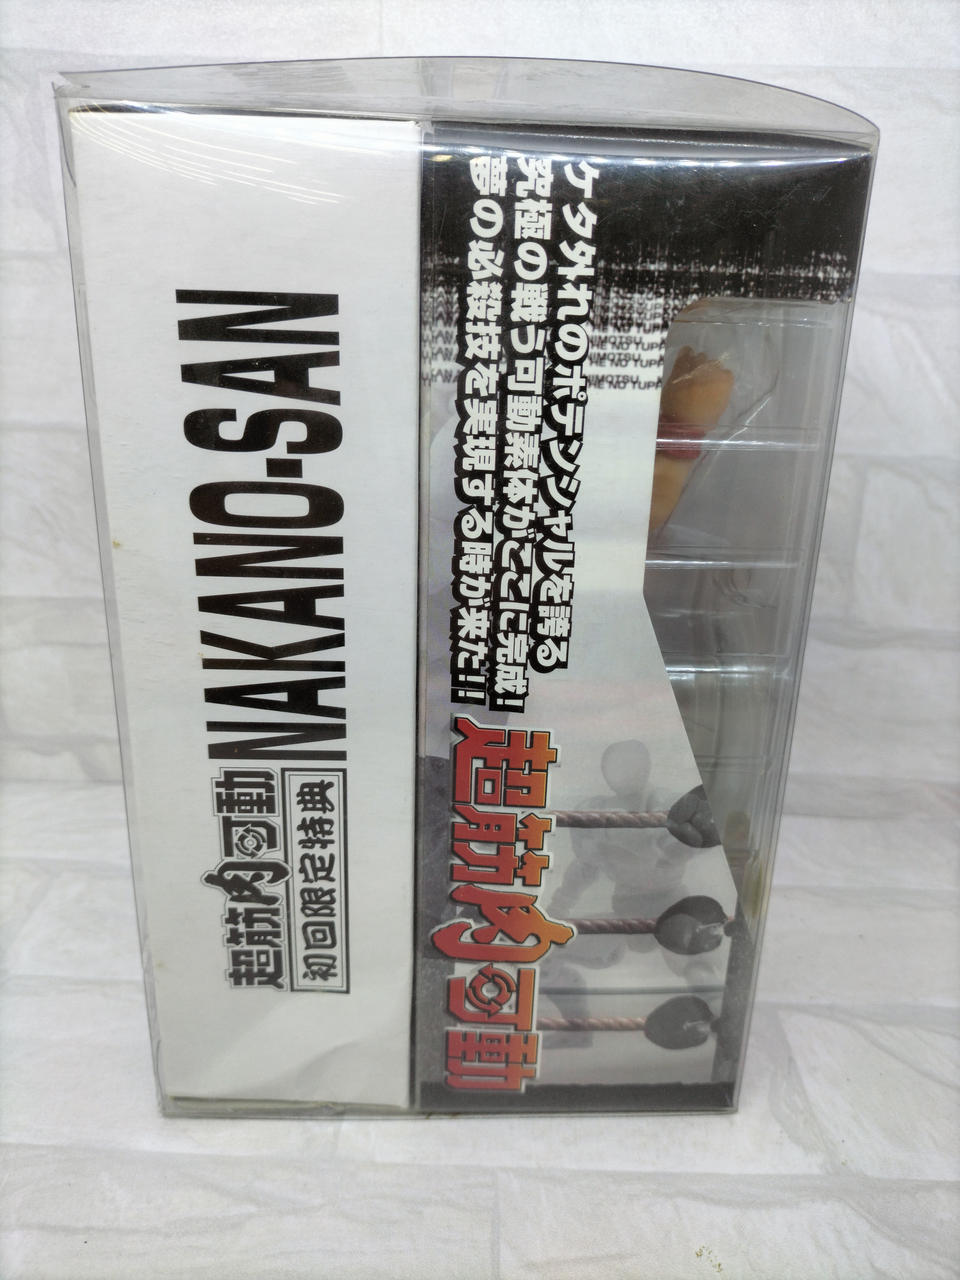 NAKANO-SAN
超筋肉可動
初回限定特典
ケタ外れのポテンシャルを誇る
究極の戦う可動素体がここに完成!
夢の必殺技を実現する時が来た!!
超筋肉可動